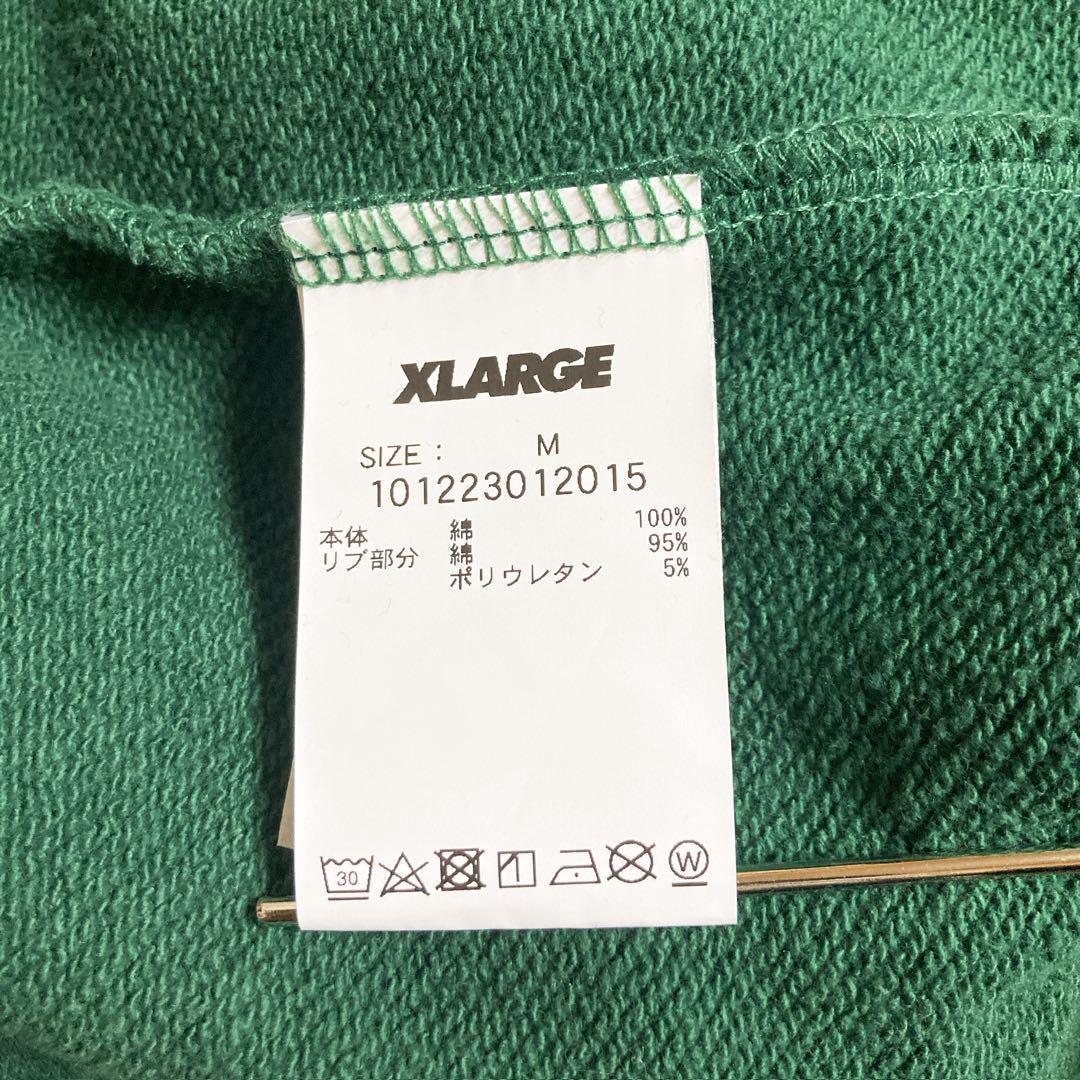 XLARGE
SIZE : M
101223012015
本体 綿 100%
リブ部分 綿 95%
ポリウレタン 5%
30 W